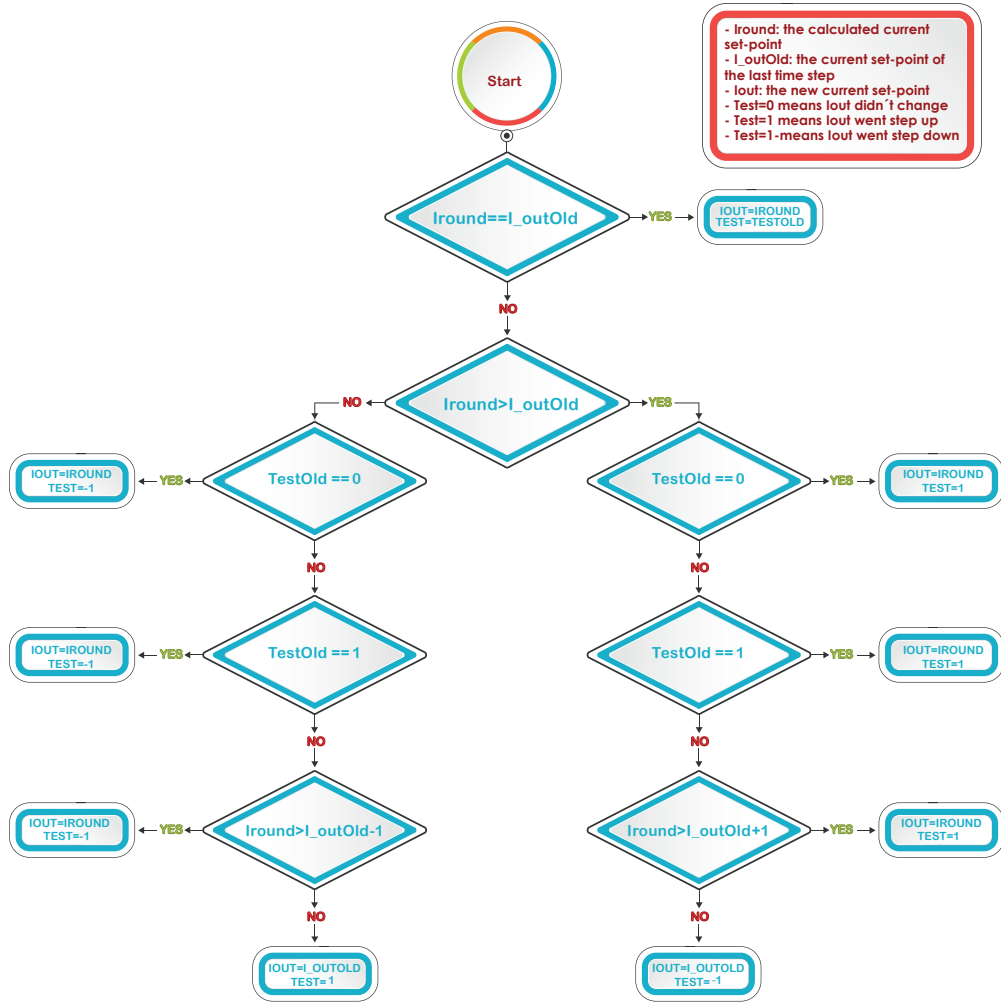 - Iround: the calculated current
set-point
- I_outOld: the current set-point of
the last time step
- Iout: the new current set-point
- Test=0 means Iout didn´t change
- Test=1 means Iout went step up
- Test=1-means Iout went step down
Start
Iround==I_outOld
YES
IOUT=IROUND
TEST=TESTOLD
NO
Iround>I_outOld
NO
YES
TestOld == 0
YES
IOUT=IROUND
TEST=-1
TestOld == 0
YES
IOUT=IROUND
TEST=1
NO
NO
TestOld == 1
YES
IOUT=IROUND
TEST=-1
TestOld == 1
YES
IOUT=IROUND
TEST=1
NO
NO
Iround>I_outOld-1
YES
IOUT=IROUND
TEST=-1
Iround>I_outOld+1
YES
IOUT=IROUND
TEST=1
NO
NO
IOUT=I_OUTOLD
TEST= 1
IOUT=I_OUTOLD
TEST= -1